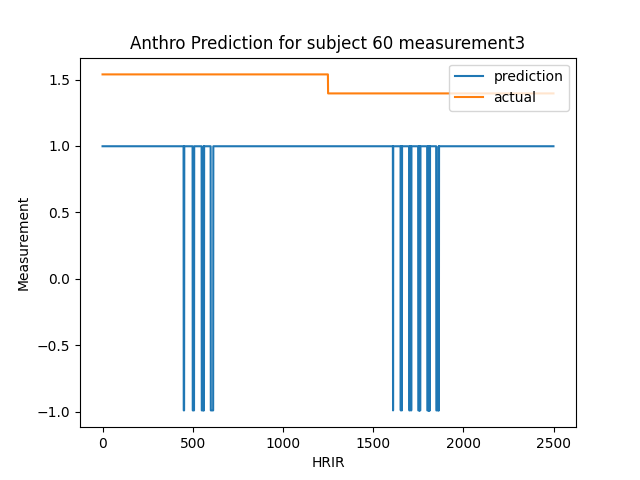 Anthro Prediction for subject 60 measurement3
prediction
actual
1.5
1.0
0.5
0.0
−0.5
−1.0
Measurement
0 500 1000 1500 2000 2500
HRIR